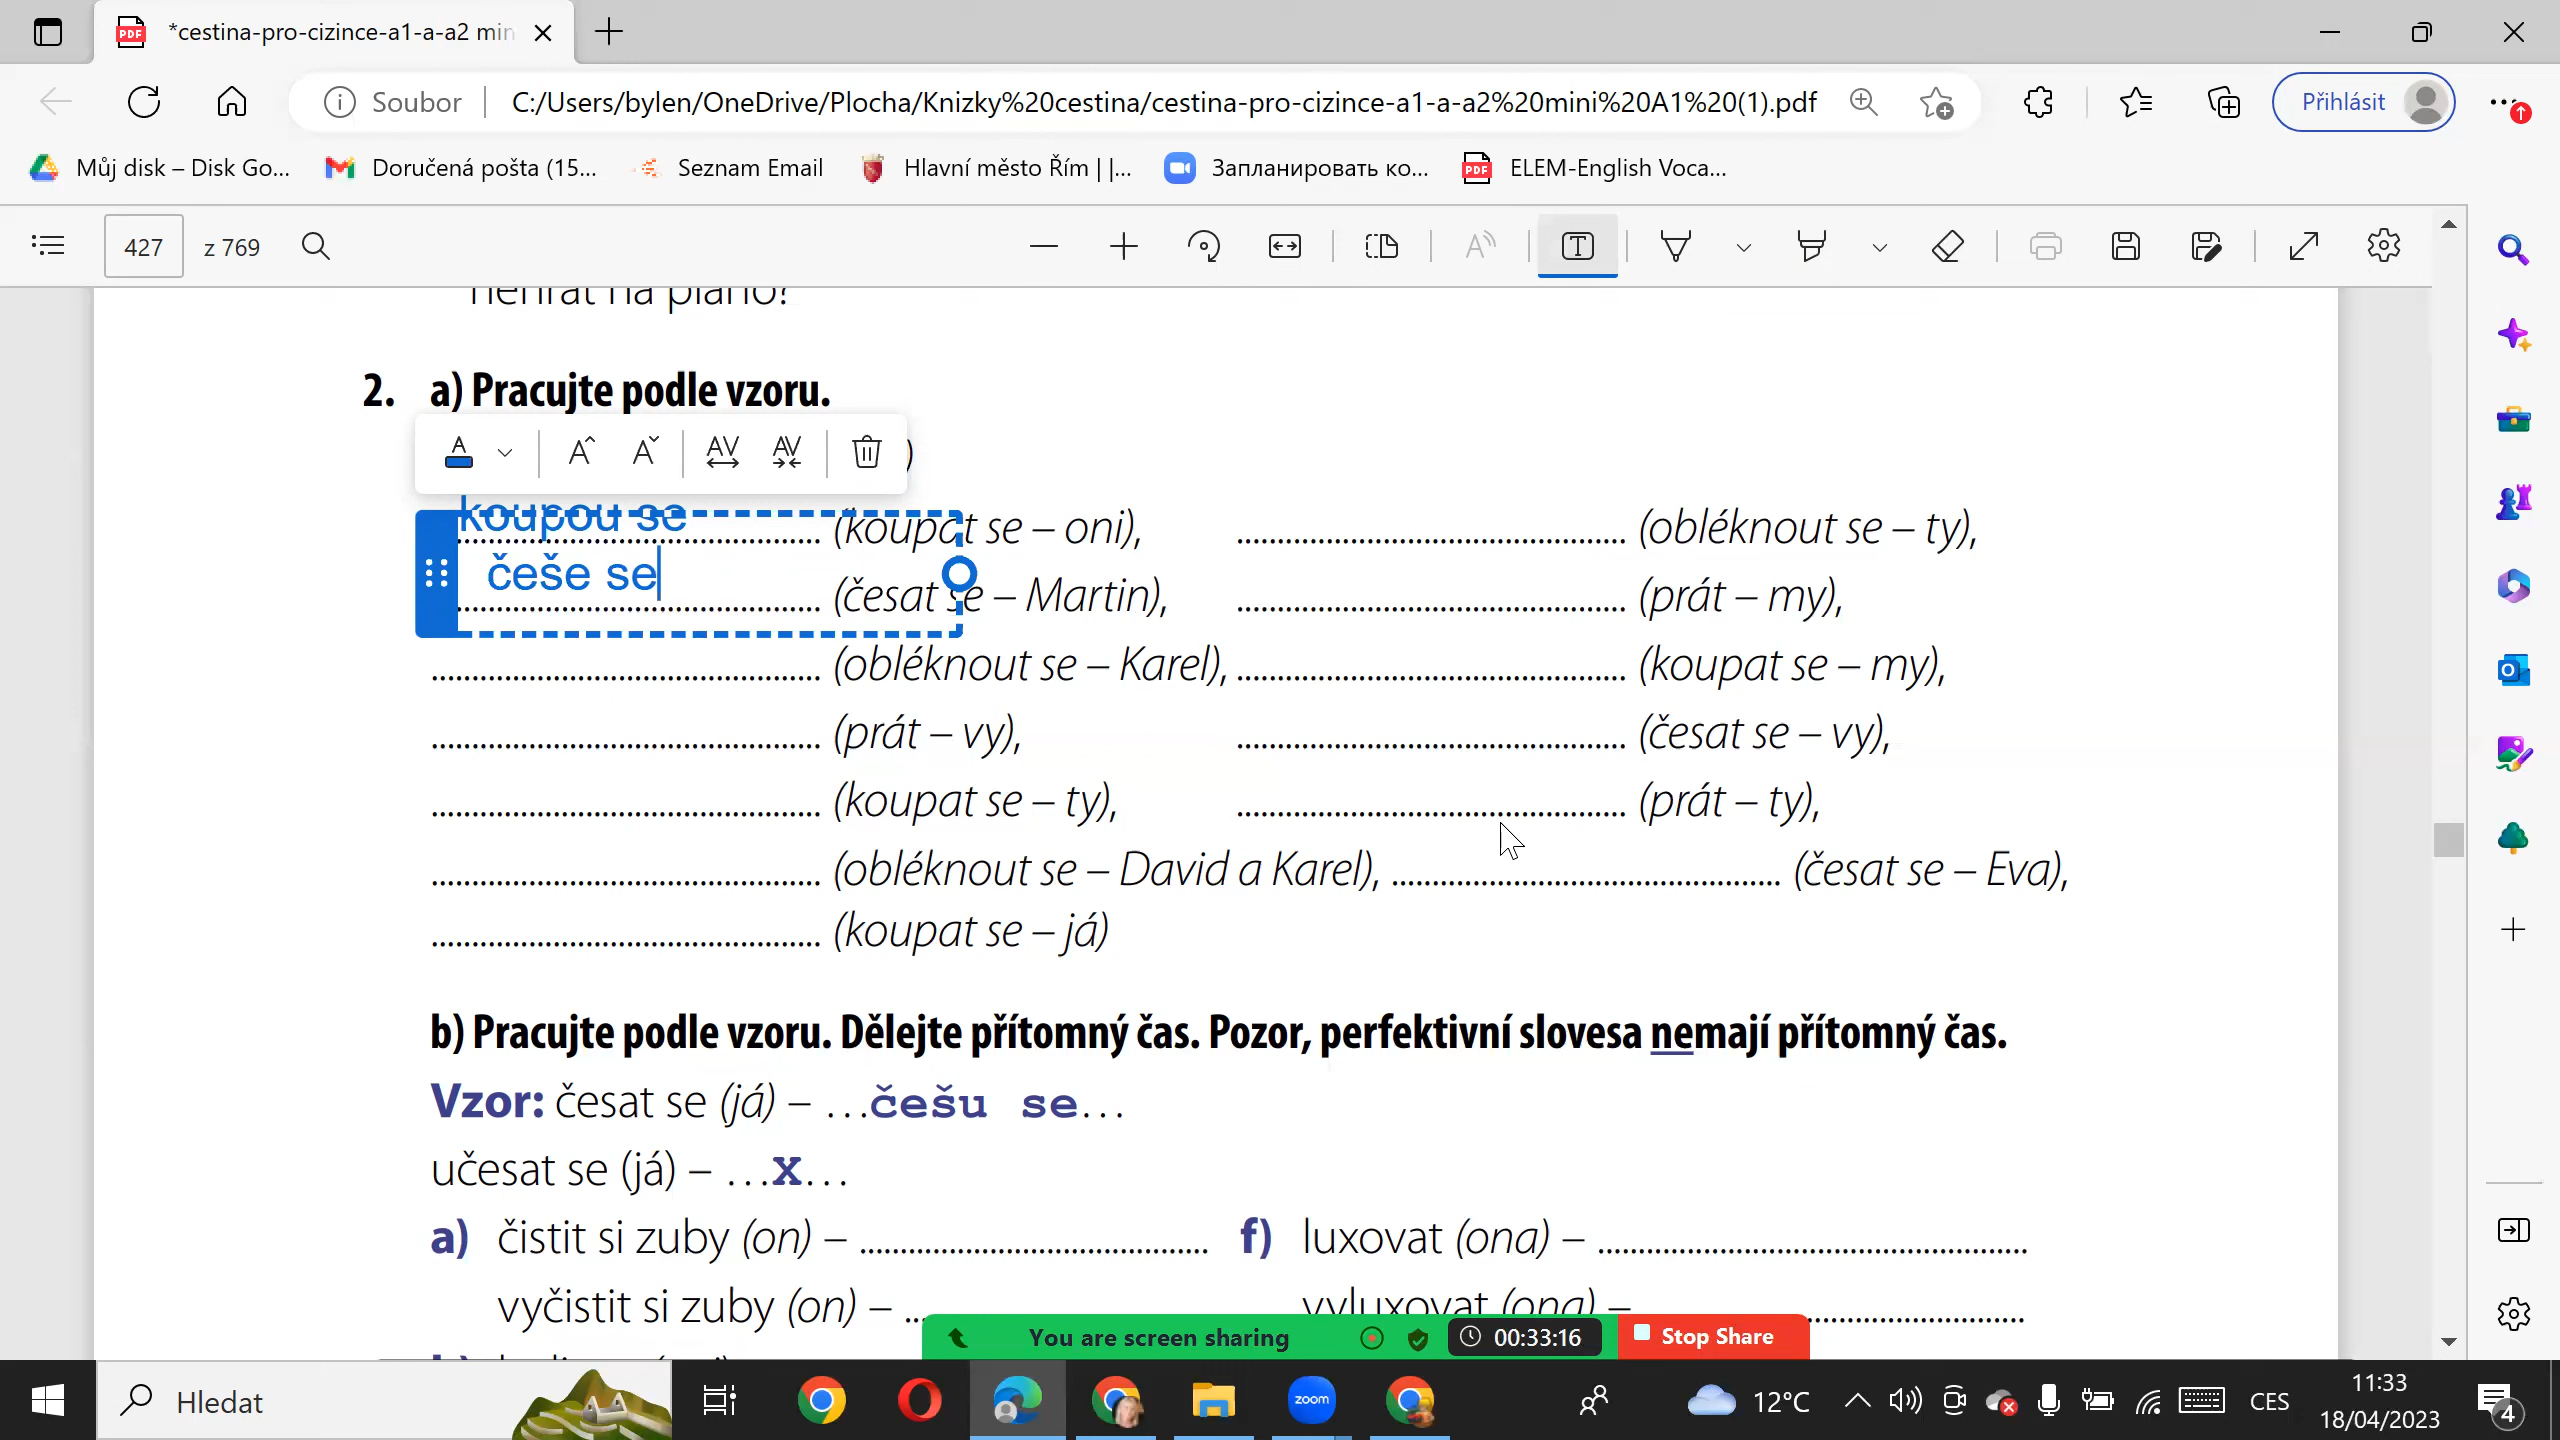 *cestina-pro-cizince-a1-a-a2 min
Soubor
C:/Users/bylen/OneDrive/Plocha/Knizky%20cestina/cestina-pro-cizince-a1-a-a2%20mini%20A1%20(1).pdf
Přihlásit
Můj disk – Disk Go...
Doručená pošta (15...
Seznam Email
Hlavní město Řím | |...
Запланировать ко...
ELEM-English Voca...
427 z 769
nehrát na piano?
2. a) Pracujte podle vzoru.
)
koupou se
.......... (koupat se – oni), .......... (obléknout se – ty),
češe se
.......... (česat se – Martin), .......... (prát – my),
.......... (obléknout se – Karel), .......... (koupat se – my),
.......... (prát – vy), .......... (česat se – vy),
.......... (koupat se – ty), .......... (prát – ty),
.......... (obléknout se – David a Karel), .......... (česat se – Eva),
.......... (koupat se – já)
b) Pracujte podle vzoru. Dělejte přítomný čas. Pozor, perfektivní slovesa nemají přítomný čas.
Vzor: česat se (já) – …češu se…
učesat se (já) – …X…
a) čistit si zuby (on) – .......... f) luxovat (ona) – ..........
vyčistit si zuby (on) – .. vyluxovat (ona) – ..........
You are screen sharing 00:33:16 Stop Share
Hledat
zoom
12°C
CES
11:33
18/04/2023
4